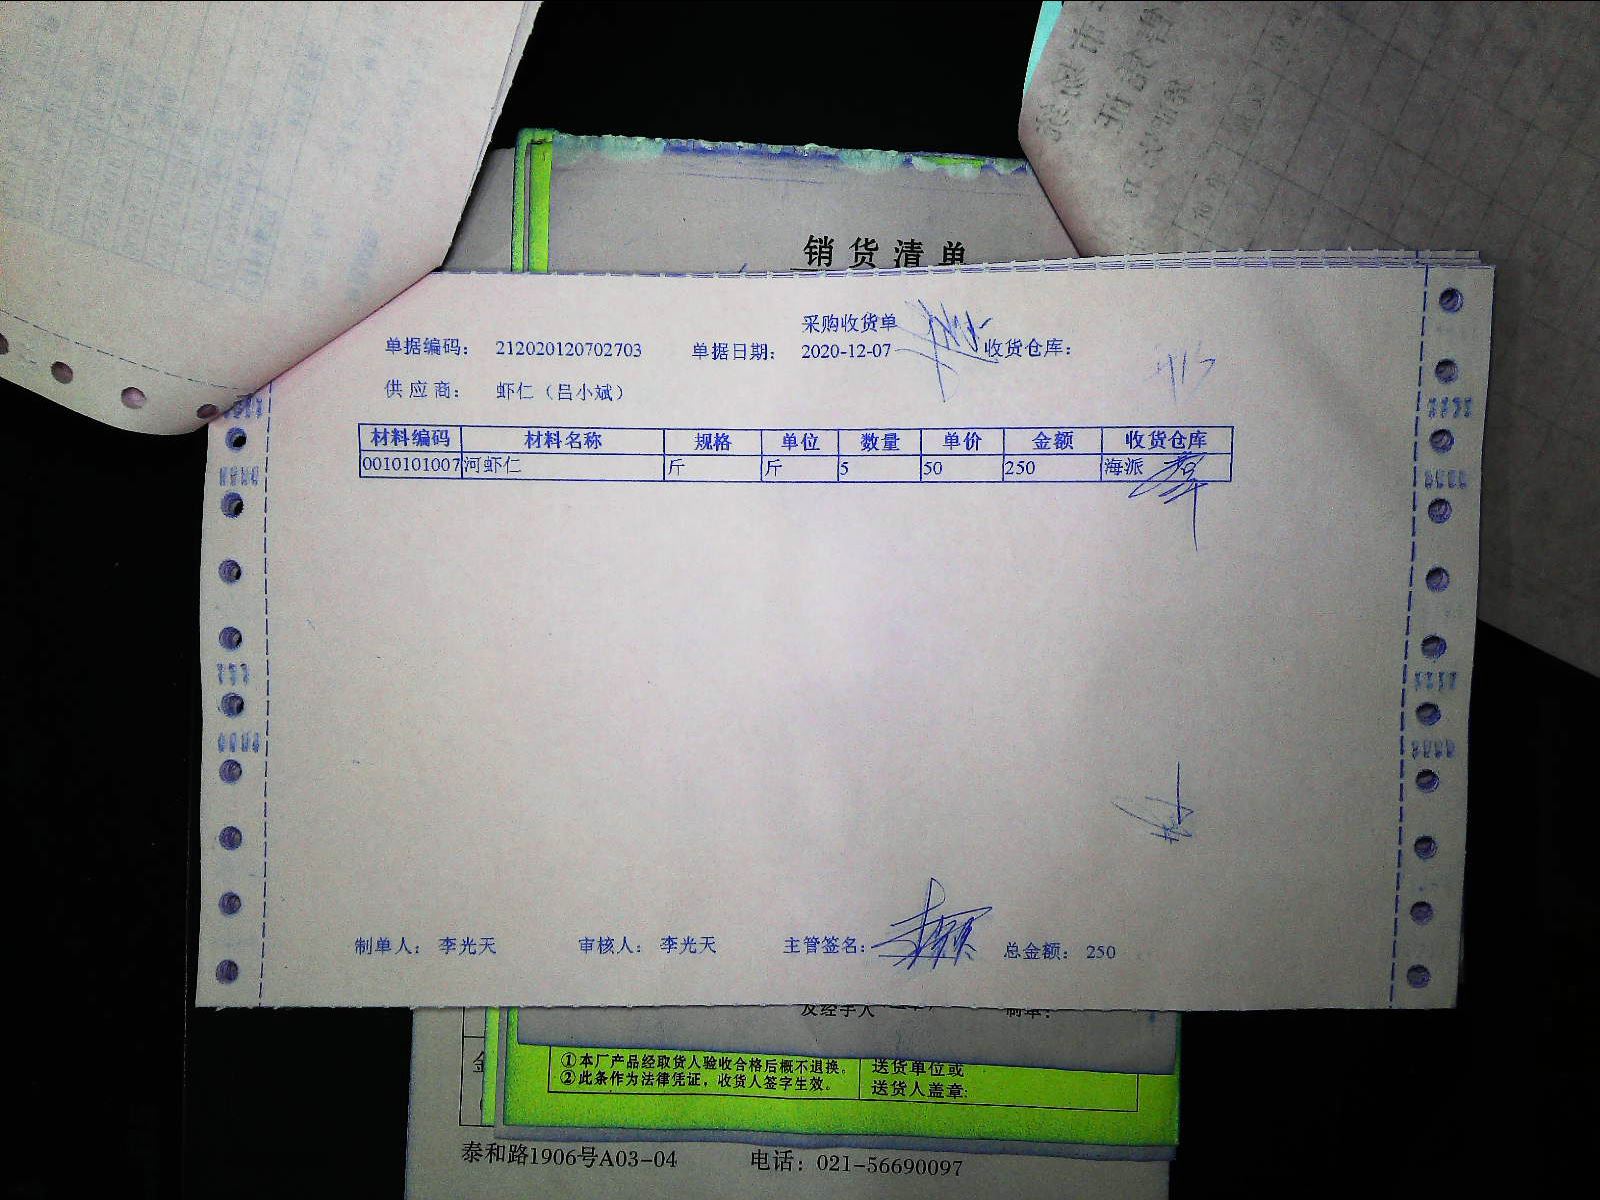 销货清单
采购收货单
单据编码： 212020120702703 单据日期： 2020-12-07 收货仓库：
供应商： 虾仁（吕小斌）
材料编码 材料名称 规格 单位 数量 单价 金额 收货仓库
0010101007 河虾仁 斤 斤 5 50 250 海派
制单人： 李光天 审核人： 李光天 主管签名： 总金额： 250
及经手人 制单：
①本厂产品经取货人验收合格后概不退换。 送货单位或
②此条作为法律凭证，收货人签字生效。 送货人盖章：
泰和路1906号A03-04 电话：021-56690097